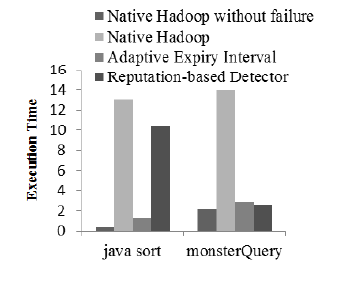 Native Hadoop without failure
Native Hadoop
Adaptive Expiry Interval
Reputation-based Detector
16
14
12
10
8
6
4
2
0
Execution Time
java sort
monsterQuery